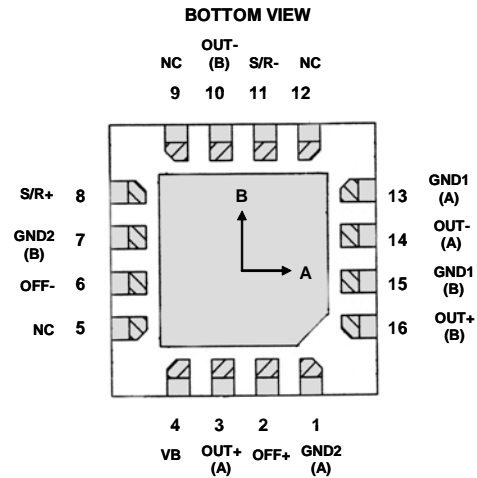 BOTTOM VIEW
OUT-
NC (B) S/R- NC
9 10 11 12
S/R+ 8
GND2 7
(B)
OFF- 6
NC 5
B
A
13 GND1
(A)
14 OUT-
(A)
15 GND1
(B)
16 OUT+
(B)
4 3 2 1
VB OUT+ OFF+ GND2
(A) (A)